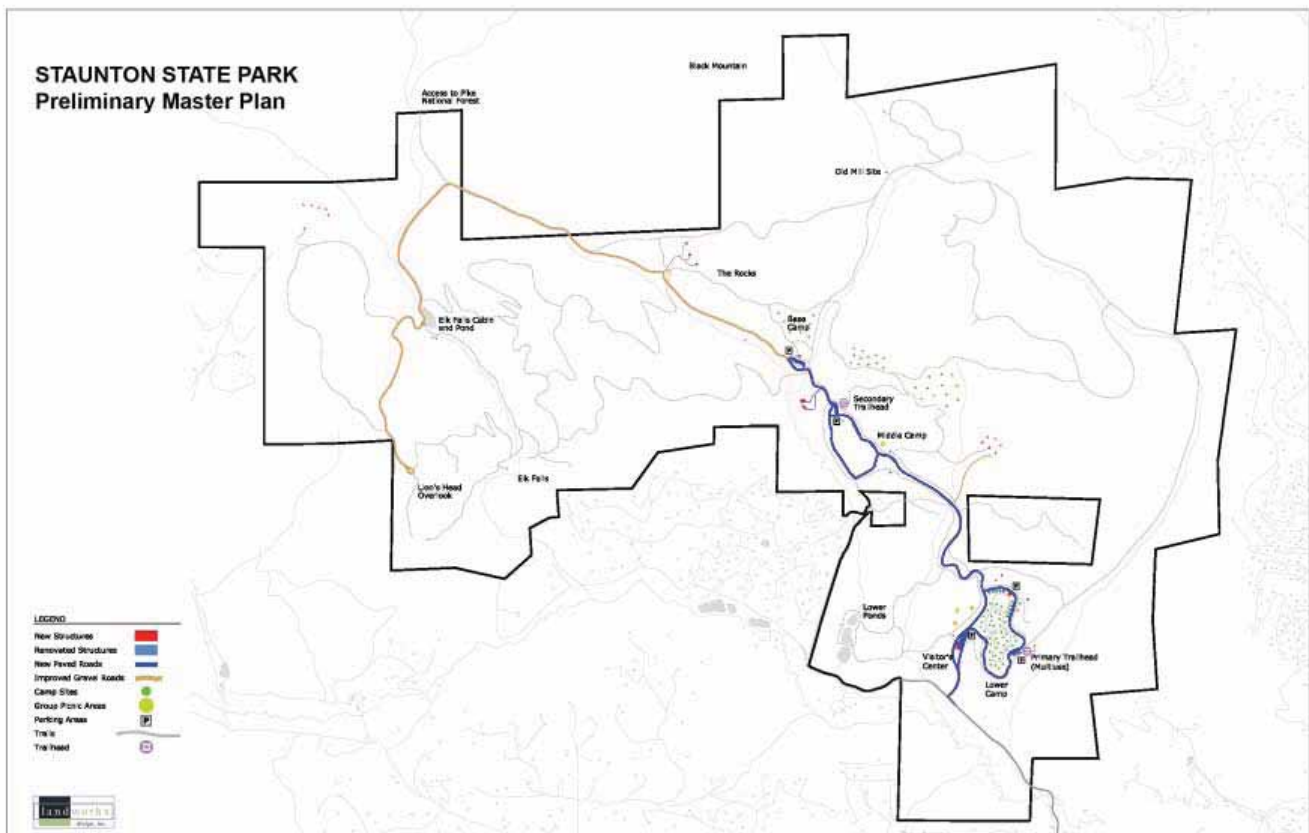 STAUNTON STATE PARK
Preliminary Master Plan
Black Mountain
Access to Pike
National Forest
Old Mill Site
The Rocks
Elk Falls Cabin
and Pond
Base
Camp
Secondary
Trailhead
Middle Camp
Lion's Head
Overlook
Elk Falls
Lower
Ponds
Visitor's
Center
Primary Trailhead
(Multiuse)
Lower
Camp
P
P
P
P
P
LEGEND
New Structures
Renovated Structures
New Paved Roads
Improved Gravel Roads
Camp Sites
Group Picnic Areas
Parking Areas
P
Trails
Trailhead
landworks
design, inc.